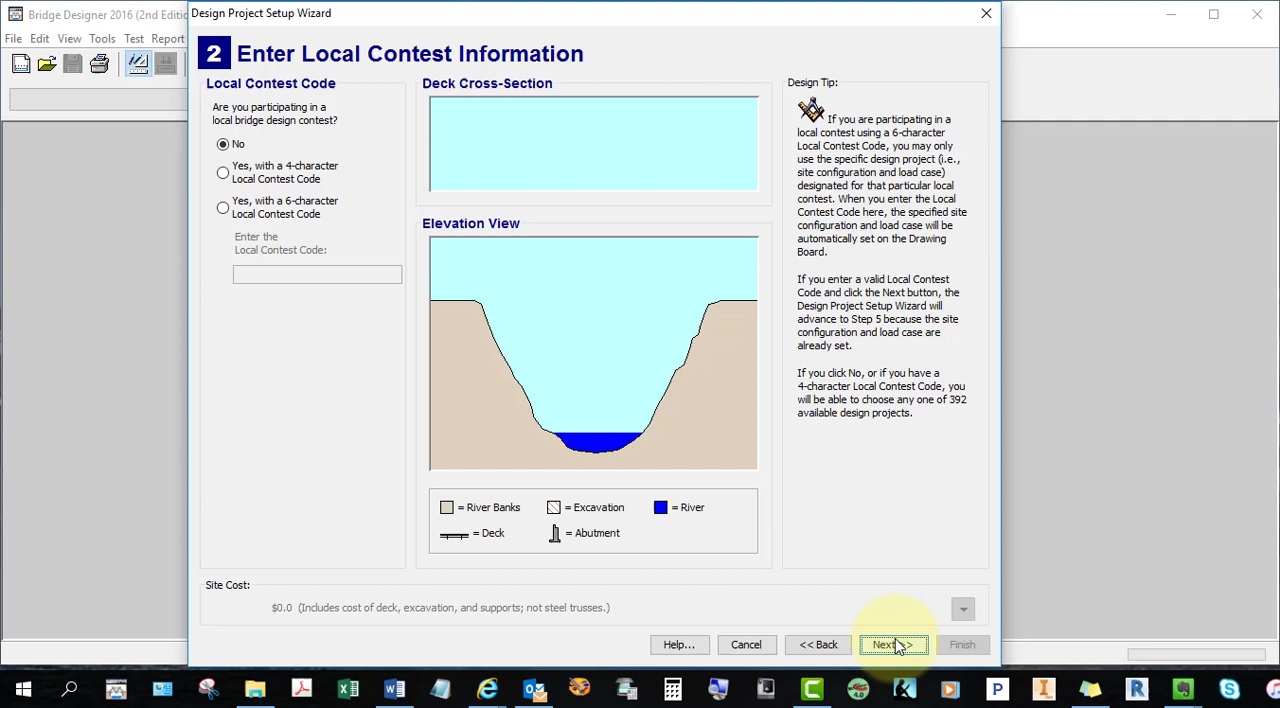 Bridge Designer 2016 (2nd Edition
Design Project Setup Wizard
File Edit View Tools Test Report
2 Enter Local Contest Information
Local Contest Code
Are you participating in a
local bridge design contest?
No
Yes, with a 4-character
Local Contest Code
Yes, with a 6-character
Local Contest Code
Enter the
Local Contest Code:
Deck Cross-Section
Elevation View
= River Banks
= Excavation
= River
= Deck
= Abutment
Design Tip:
If you are participating in a
local contest using a 6-character
Local Contest Code, you may only
use the specific design project (i.e.,
site configuration and load case)
designated for that particular local
contest. When you enter the Local
Contest Code here, the specified site
configuration and load case will be
automatically set on the Drawing
Board.
If you enter a valid Local Contest
Code and click the Next button, the
Design Project Setup Wizard will
advance to Step 5 because the site
configuration and load case are
already set.
If you click No, or if you have a
4-character Local Contest Code, you
will be able to choose any one of 392
available design projects.
Site Cost:
$0.0 (Includes cost of deck, excavation, and supports; not steel trusses.)
Help...
Cancel
<< Back
Next >>
Finish